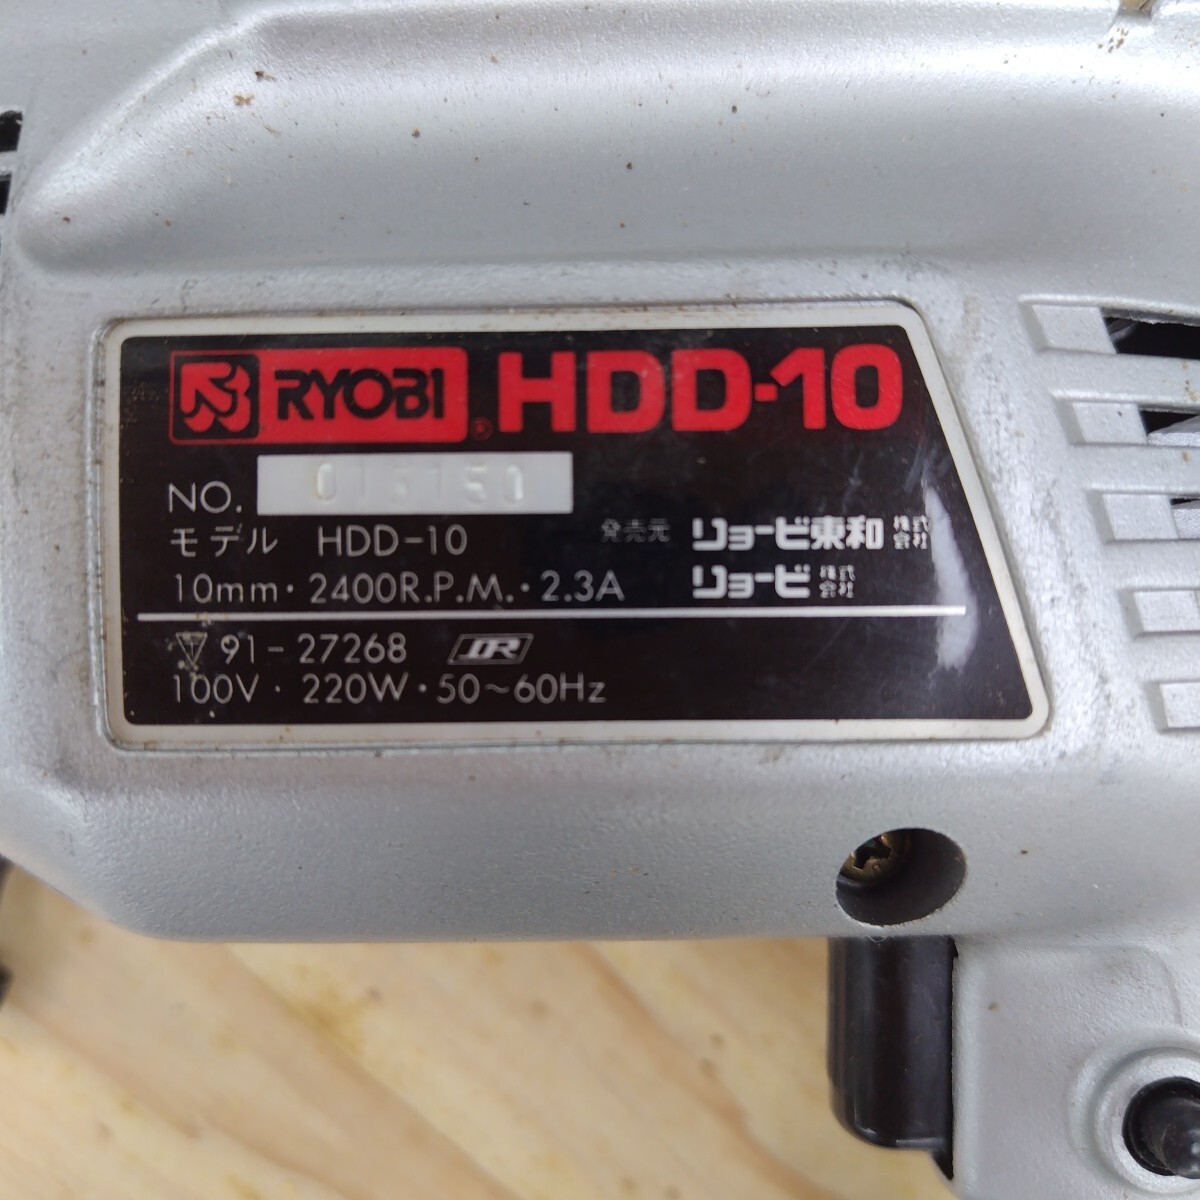 RYOBI ® HDD-10
NO. 015150
モデル HDD-10
発売元 リョービ東和 株式会社
10mm・2400R.P.M.・2.3A
リョービ 株式会社
91-27268
100V・220W・50~60Hz